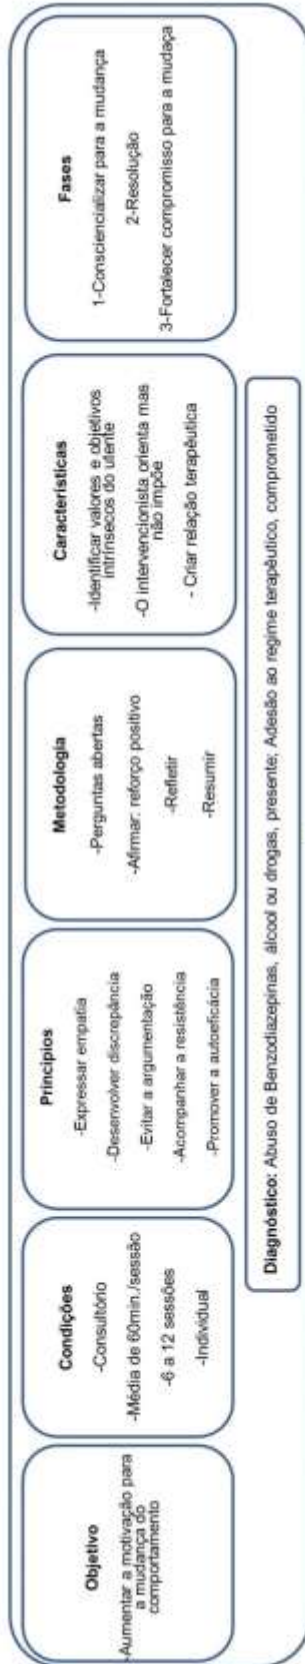 Objetivo
-Aumentar a motivação para
a mudança do
comportamento
Condições
-Consultório
-Média de 60min./sessão
-6 a 12 sessões
-Individual
Princípios
-Expressar empatia
-Desenvolver discrepância
-Evitar a argumentação
-Acompanhar a resistência
-Promover a autoeficácia
Metodologia
-Perguntas abertas
-Afirmar: reforço positivo
-Refletir
-Resumir
Características
-Identificar valores e objetivos
intrínsecos do utente
-O intervencionista orienta mas
não impõe
- Criar relação terapêutica
Fases
1-Consciencializar para a mudança
2-Resolução
3-Fortalecer compromisso para a mudaça
Diagnóstico: Abuso de Benzodiazepinas, álcool ou drogas, presente; Adesão ao regime terapêutico, comprometido